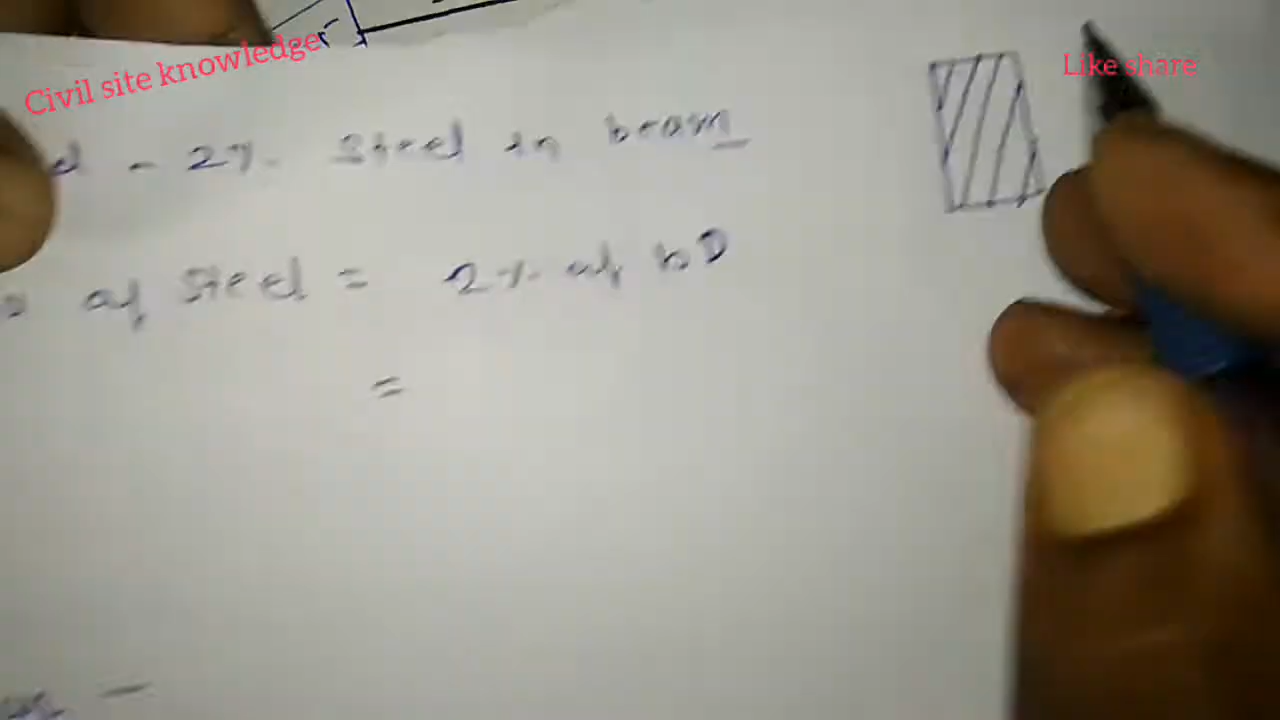 Civil site knowledge
Like share
- 2% Steel in beam
of Steel = 2% of bD
=